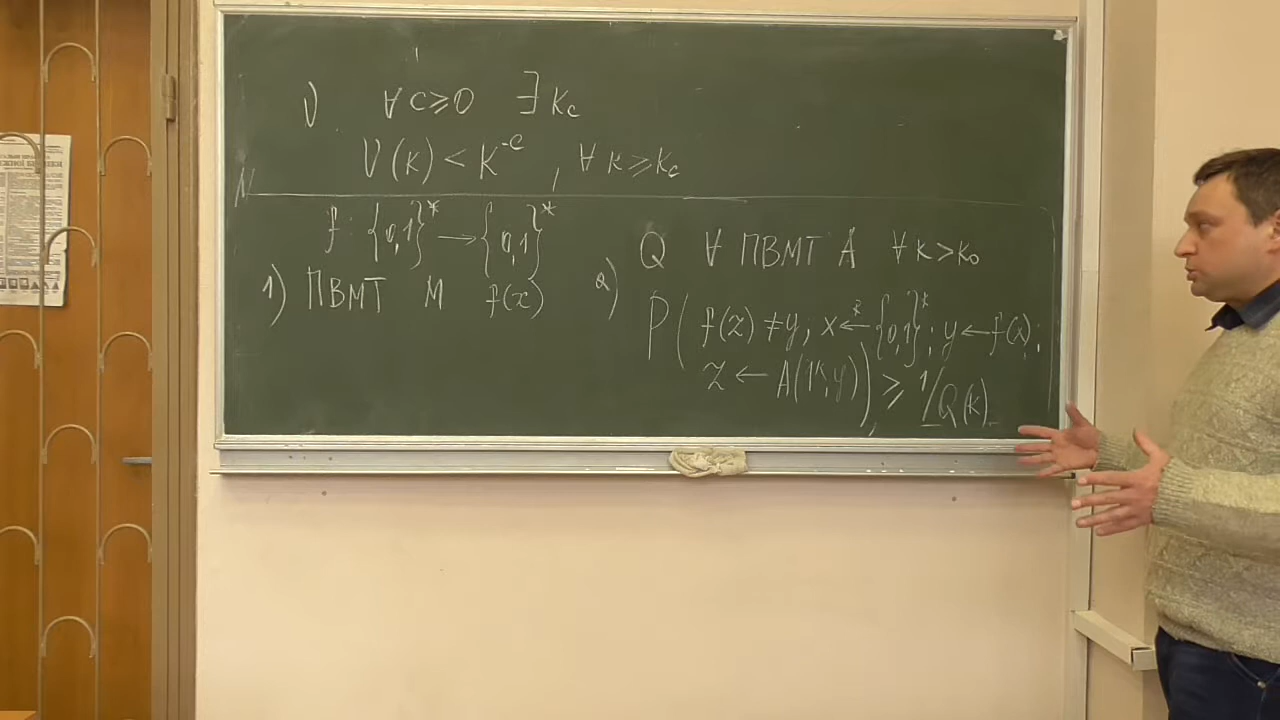 ν ∀ c ≥ 0 ∃ k_c
ν(k) < k^{-c}, ∀ k ≥ k_c
f: {0,1}^* → {0,1}^*
1) ПВМТ M f(x)
2) Q ∀ ПВМТ A ∀ k > k_0
P( f(z) ≠ y; x ←^R {0,1}^k; y ← f(x);
z ← A(1^k, y)) ≥ 1/Q(k)